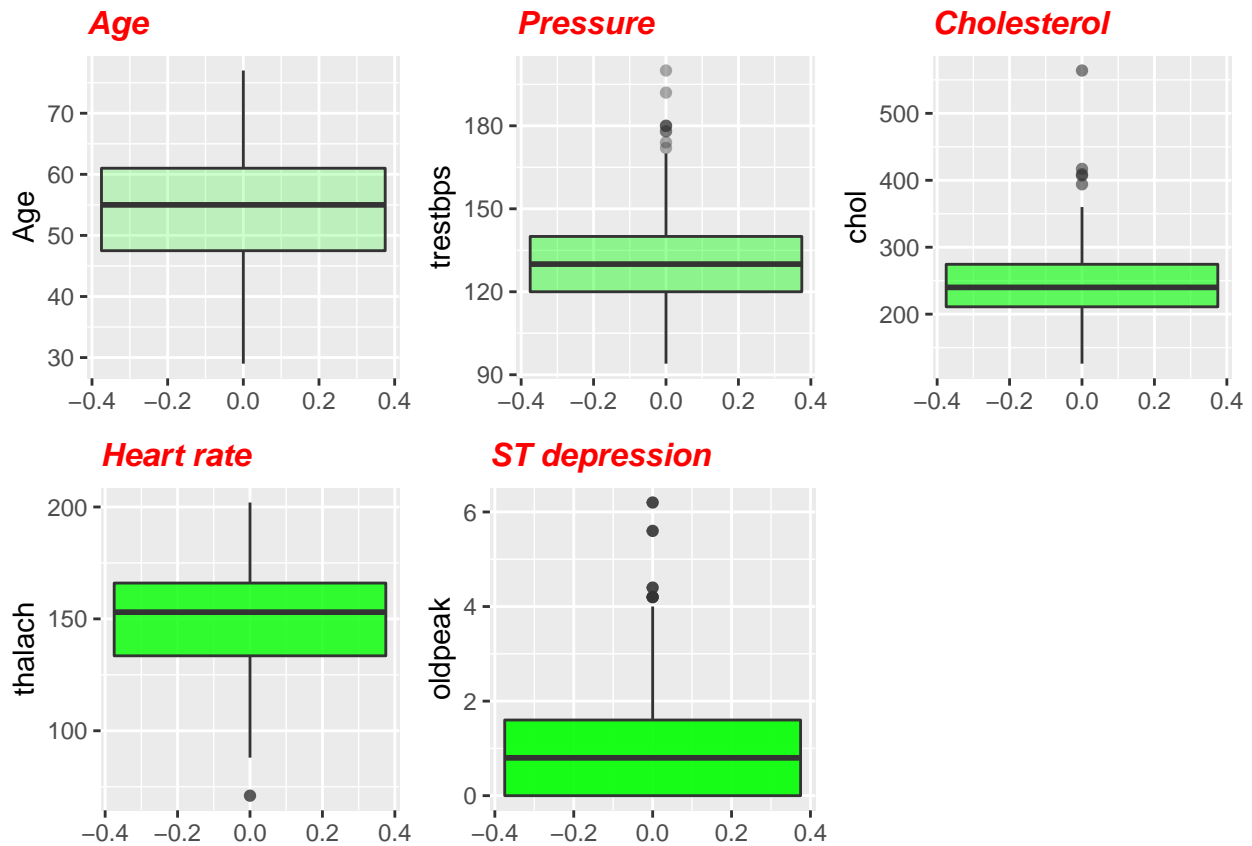 Age
Age
70
60
50
40
30
−0.4 −0.2 0.0 0.2 0.4
Pressure
trestbps
180
150
120
90
−0.4 −0.2 0.0 0.2 0.4
Cholesterol
chol
500
400
300
200
−0.4 −0.2 0.0 0.2 0.4
Heart rate
thalach
200
150
100
−0.4 −0.2 0.0 0.2 0.4
ST depression
oldpeak
6
4
2
0
−0.4 −0.2 0.0 0.2 0.4